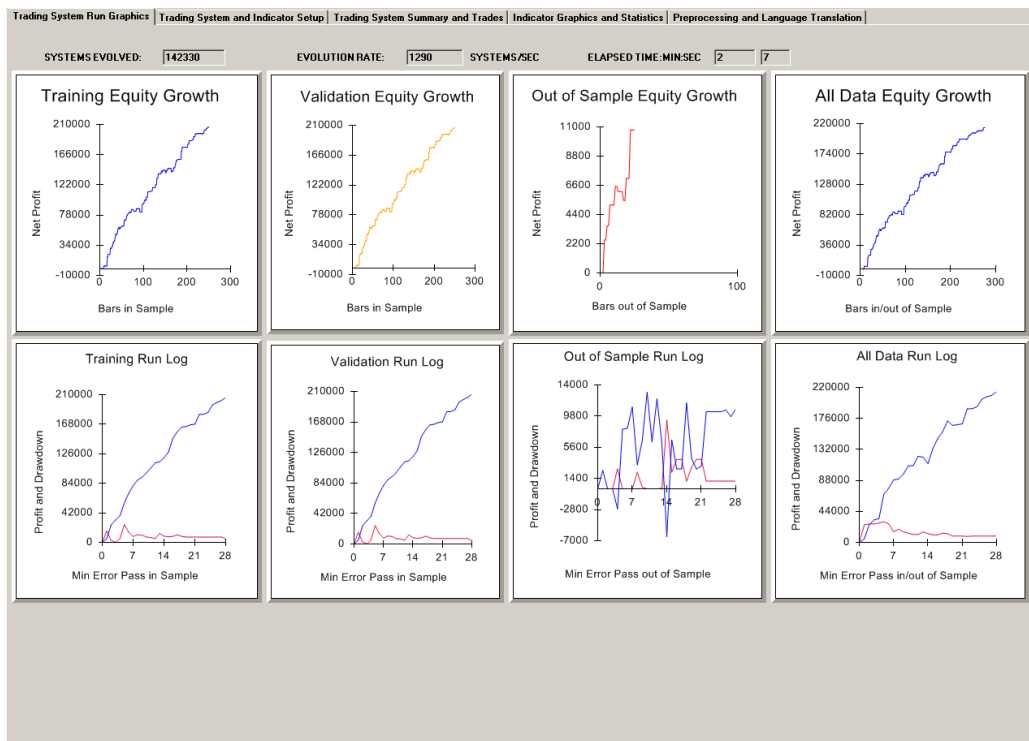 Trading System Run Graphics Trading System and Indicator Setup Trading System Summary and Trades Indicator Graphics and Statistics Preprocessing and Language Translation
SYSTEMS EVOLVED: 142330 EVOLUTION RATE: 1290 SYSTEMS/SEC ELAPSED TIME:MIN:SEC 2 7
Training Equity Growth
Net Profit
210000
166000
122000
78000
34000
-10000
0 100 200 300
Bars in Sample
Validation Equity Growth
Net Profit
210000
166000
122000
78000
34000
-10000
0 100 200 300
Bars in Sample
Out of Sample Equity Growth
Net Profit
11000
8800
6600
4400
2200
0
0 100
Bars out of Sample
All Data Equity Growth
Net Profit
220000
174000
128000
82000
36000
-10000
0 100 200 300
Bars in/out of Sample
Training Run Log
Profit and Drawdown
210000
168000
126000
84000
42000
0
0 7 14 21 28
Min Error Pass in Sample
Validation Run Log
Profit and Drawdown
210000
168000
126000
84000
42000
0
0 7 14 21 28
Min Error Pass in Sample
Out of Sample Run Log
Profit and Drawdown
14000
9800
5600
1400
-2800
-7000
0 7 14 21 28
Min Error Pass out of Sample
All Data Run Log
Profit and Drawdown
220000
176000
132000
88000
44000
0
0 7 14 21 28
Min Error Pass in/out of Sample